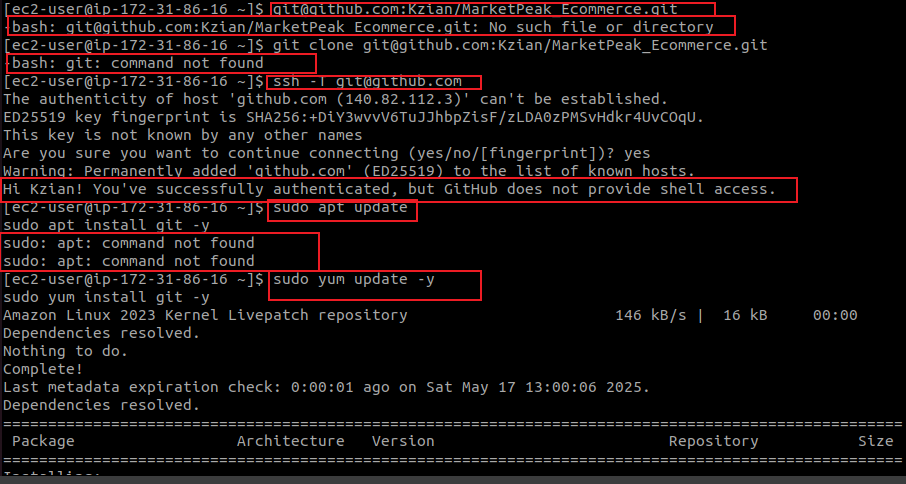 [ec2-user@ip-172-31-86-16 ~]$ git@github.com:Kzian/MarketPeak_Ecommerce.git
-bash: git@github.com:Kzian/MarketPeak_Ecommerce.git: No such file or directory
[ec2-user@ip-172-31-86-16 ~]$ git clone git@github.com:Kzian/MarketPeak_Ecommerce.git
-bash: git: command not found
[ec2-user@ip-172-31-86-16 ~]$ ssh -T git@github.com
The authenticity of host 'github.com (140.82.112.3)' can't be established.
ED25519 key fingerprint is SHA256:+DiY3wvvV6TuJJhbpZisF/zLDA0zPMSvHdkr4UvCOqU.
This key is not known by any other names
Are you sure you want to continue connecting (yes/no/[fingerprint])? yes
Warning: Permanently added 'github.com' (ED25519) to the list of known hosts.
Hi Kzian! You've successfully authenticated, but GitHub does not provide shell access.
[ec2-user@ip-172-31-86-16 ~]$ sudo apt update
sudo apt install git -y
sudo: apt: command not found
sudo: apt: command not found
[ec2-user@ip-172-31-86-16 ~]$ sudo yum update -y
sudo yum install git -y
Amazon Linux 2023 Kernel Livepatch repository 146 kB/s | 16 kB 00:00
Dependencies resolved.
Nothing to do.
Complete!
Last metadata expiration check: 0:00:01 ago on Sat May 17 13:00:06 2025.
Dependencies resolved.
================================================================================
Package Architecture Version Repository Size
================================================================================
Installing: